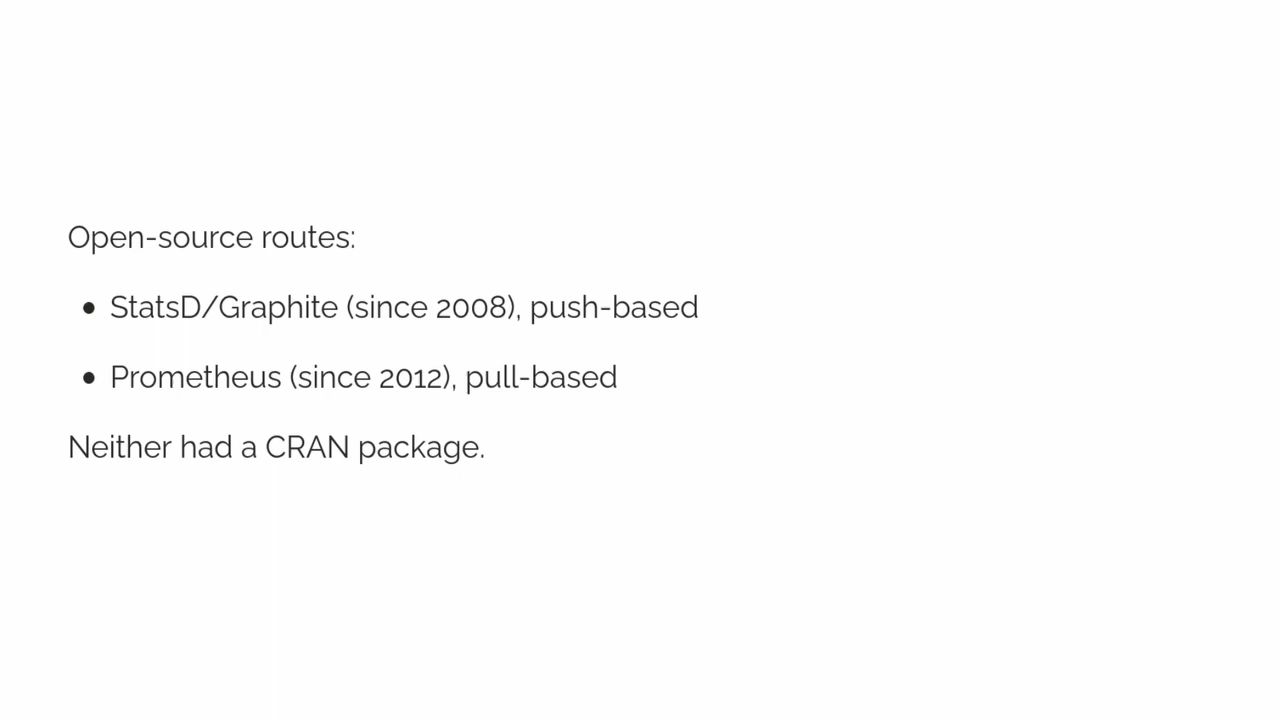 Open-source routes:
• StatsD/Graphite (since 2008), push-based
• Prometheus (since 2012), pull-based
Neither had a CRAN package.